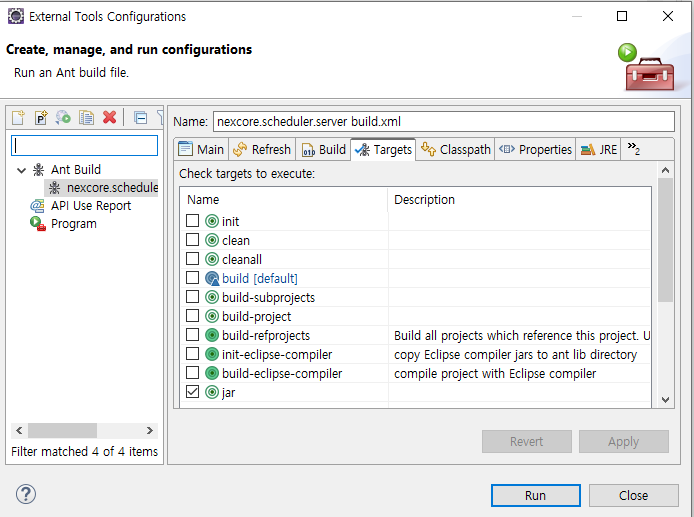 External Tools Configurations
Create, manage, and run configurations
Run an Ant build file.
Name: nexcore.scheduler.server build.xml
Main Refresh Build Targets Classpath Properties JRE »2
Ant Build
nexcore.schedule
API Use Report
Program
Filter matched 4 of 4 items
Check targets to execute:
Name Description
init
clean
cleanall
build [default]
build-subprojects
build-project
build-refprojects Build all projects which reference this project. U
init-eclipse-compiler copy Eclipse compiler jars to ant lib directory
build-eclipse-compiler compile project with Eclipse compiler
jar
Revert Apply
Run Close